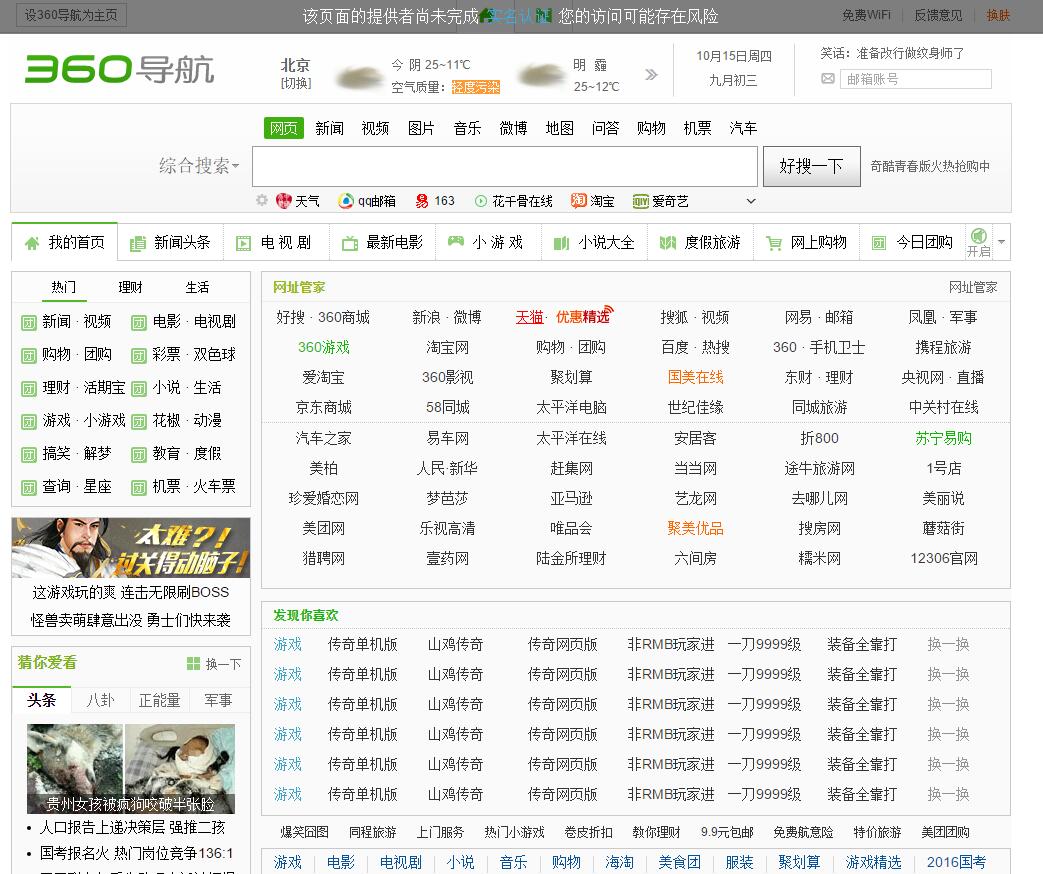 设360导航为主页
该页面的提供者尚未完成 实名认证 您的访问可能存在风险
免费WiFi 反馈意见 换肤
360导航
北京 [切换]
今 阴 25~11℃
空气质量：轻度污染
明 霾
25~12℃
10月15日周四
九月初三
笑话：准备改行做纹身师了
邮箱账号
网页 新闻 视频 图片 音乐 微博 地图 问答 购物 机票 汽车
综合搜索
好搜一下
奇酷青春版火热抢购中
天气 qq邮箱 163 花千骨在线 淘宝 爱奇艺
我的首页 新闻头条 电 视 剧 最新电影 小 游 戏 小说大全 度假旅游 网上购物 今日团购 开启
热门 理财 生活
新闻 · 视频 电影 · 电视剧
购物 · 团购 彩票 · 双色球
理财 · 活期宝 小说 · 生活
游戏 · 小游戏 花椒 · 动漫
搞笑 · 解梦 教育 · 度假
查询 · 星座 机票 · 火车票
太难？！
过关得动脑子！
这游戏玩的爽 连击无限刷BOSS
怪兽卖萌肆意出没 勇士们快来袭
猜你爱看 换一下
头条 八卦 正能量 军事
贵州女孩被疯狗咬破半张脸
• 人口报告上递决策层 强推二孩
• 国考报名火 热门岗位竞争136:1
网址管家 网址管家
好搜 · 360商城 新浪 · 微博 天猫 · 优惠精选 搜狐 · 视频 网易 · 邮箱 凤凰 · 军事
360游戏 淘宝网 购物 · 团购 百度 · 热搜 360 · 手机卫士 携程旅游
爱淘宝 360影视 聚划算 国美在线 东财 · 理财 央视网 · 直播
京东商城 58同城 太平洋电脑 世纪佳缘 同城旅游 中关村在线
汽车之家 易车网 太平洋在线 安居客 折800 苏宁易购
美柏 人民·新华 赶集网 当当网 途牛旅游网 1号店
珍爱婚恋网 梦芭莎 亚马逊 艺龙网 去哪儿网 美丽说
美团网 乐视高清 唯品会 聚美优品 搜房网 蘑菇街
猎聘网 壹药网 陆金所理财 六间房 糯米网 12306官网
发现你喜欢
游戏 传奇单机版 山鸡传奇 传奇网页版 非RMB玩家进 一刀9999级 装备全靠打 换一换
游戏 传奇单机版 山鸡传奇 传奇网页版 非RMB玩家进 一刀9999级 装备全靠打 换一换
游戏 传奇单机版 山鸡传奇 传奇网页版 非RMB玩家进 一刀9999级 装备全靠打 换一换
游戏 传奇单机版 山鸡传奇 传奇网页版 非RMB玩家进 一刀9999级 装备全靠打 换一换
游戏 传奇单机版 山鸡传奇 传奇网页版 非RMB玩家进 一刀9999级 装备全靠打 换一换
游戏 传奇单机版 山鸡传奇 传奇网页版 非RMB玩家进 一刀9999级 装备全靠打 换一换
爆笑囧图 同程旅游 上门服务 热门小游戏 卷皮折扣 教你理财 9.9元包邮 免费航意险 特价旅游 美团团购
游戏 电影 电视剧 小说 音乐 购物 海淘 美食团 服装 聚划算 游戏精选 2016国考